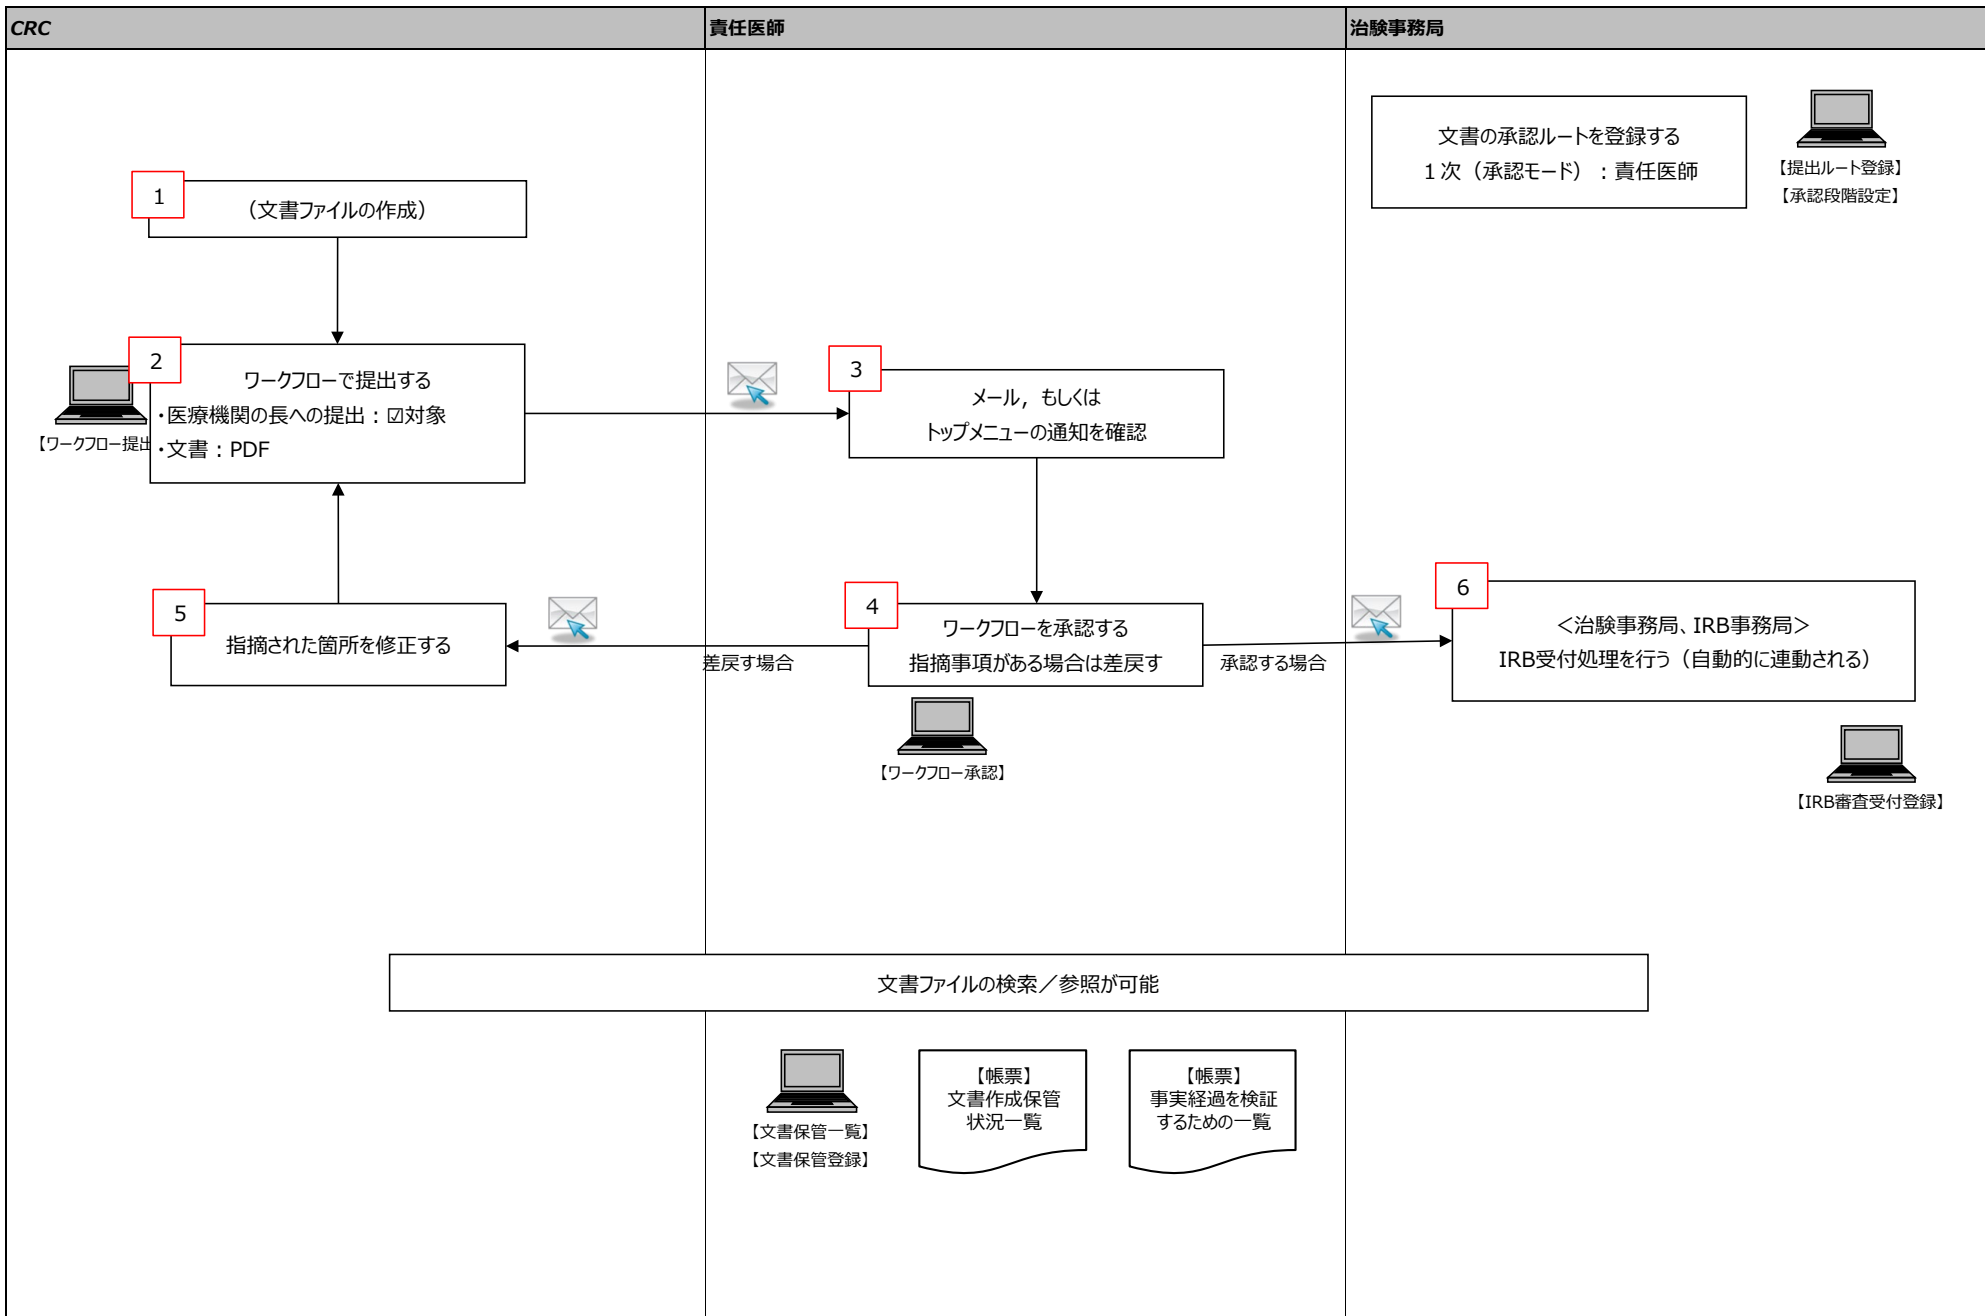 CRC
責任医師
治験事務局
文書の承認ルートを登録する
１次（承認モード）：責任医師
【提出ルート登録】
【承認段階設定】
1
（文書ファイルの作成）
2
ワークフローで提出する
・医療機関の長への提出：☑対象
・文書：PDF
【ワークフロー提出
3
メール，もしくは
トップメニューの通知を確認
4
ワークフローを承認する
指摘事項がある場合は差戻す
【ワークフロー承認】
差戻す場合
承認する場合
5
指摘された箇所を修正する
6
＜治験事務局、IRB事務局＞
IRB受付処理を行う（自動的に連動される）
【IRB審査受付登録】
文書ファイルの検索／参照が可能
【文書保管一覧】
【文書保管登録】
【帳票】
文書作成保管
状況一覧
【帳票】
事実経過を検証
するための一覧